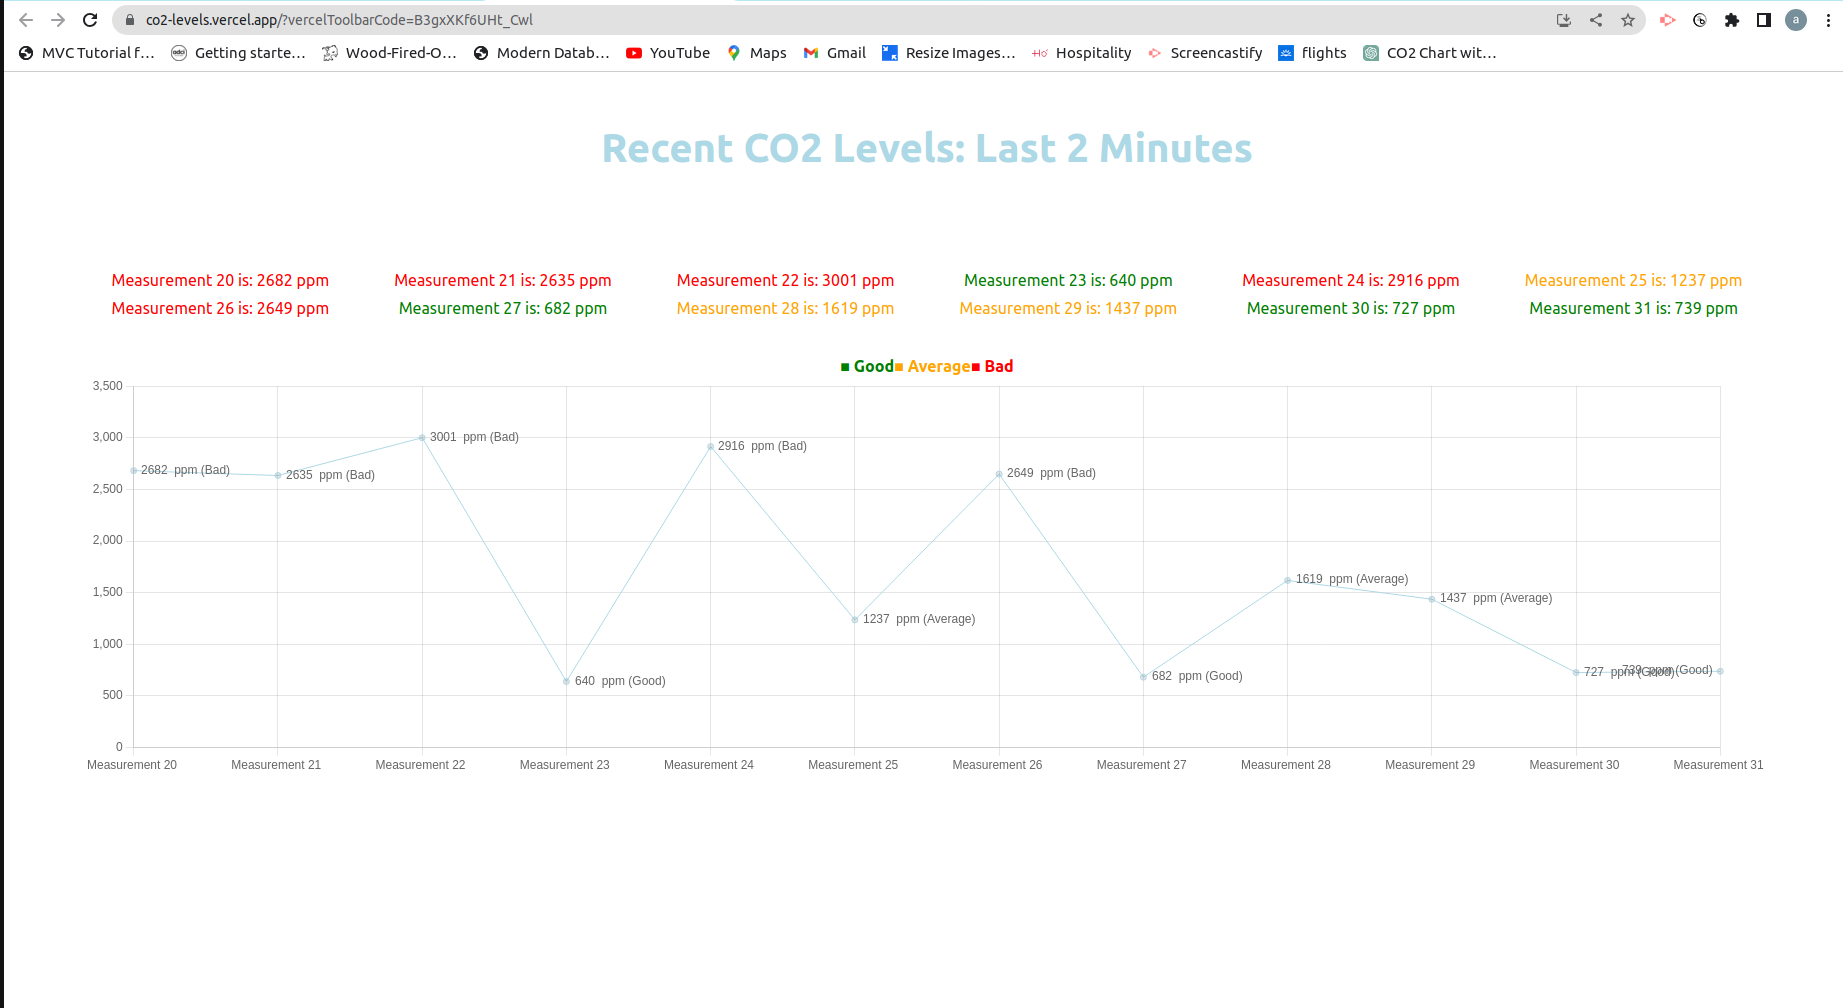 co2-levels.vercel.app/?vercelToolbarCode=B3gxXKf6UHt_Cwl
a
MVC Tutorial f... Getting starte... Wood-Fired-O... Modern Datab... YouTube Maps Gmail Resize Images... Hospitality Screencastify flights CO2 Chart wit...
Recent CO2 Levels: Last 2 Minutes
Measurement 20 is: 2682 ppm Measurement 21 is: 2635 ppm Measurement 22 is: 3001 ppm Measurement 23 is: 640 ppm Measurement 24 is: 2916 ppm Measurement 25 is: 1237 ppm
Measurement 26 is: 2649 ppm Measurement 27 is: 682 ppm Measurement 28 is: 1619 ppm Measurement 29 is: 1437 ppm Measurement 30 is: 727 ppm Measurement 31 is: 739 ppm
Good Average Bad
3,500
3,000
2,500
2,000
1,500
1,000
500
0
2682 ppm (Bad)
2635 ppm (Bad)
3001 ppm (Bad)
640 ppm (Good)
2916 ppm (Bad)
1237 ppm (Average)
2649 ppm (Bad)
682 ppm (Good)
1619 ppm (Average)
1437 ppm (Average)
727 ppm (Good)
739 ppm (Good)
Measurement 20 Measurement 21 Measurement 22 Measurement 23 Measurement 24 Measurement 25 Measurement 26 Measurement 27 Measurement 28 Measurement 29 Measurement 30 Measurement 31